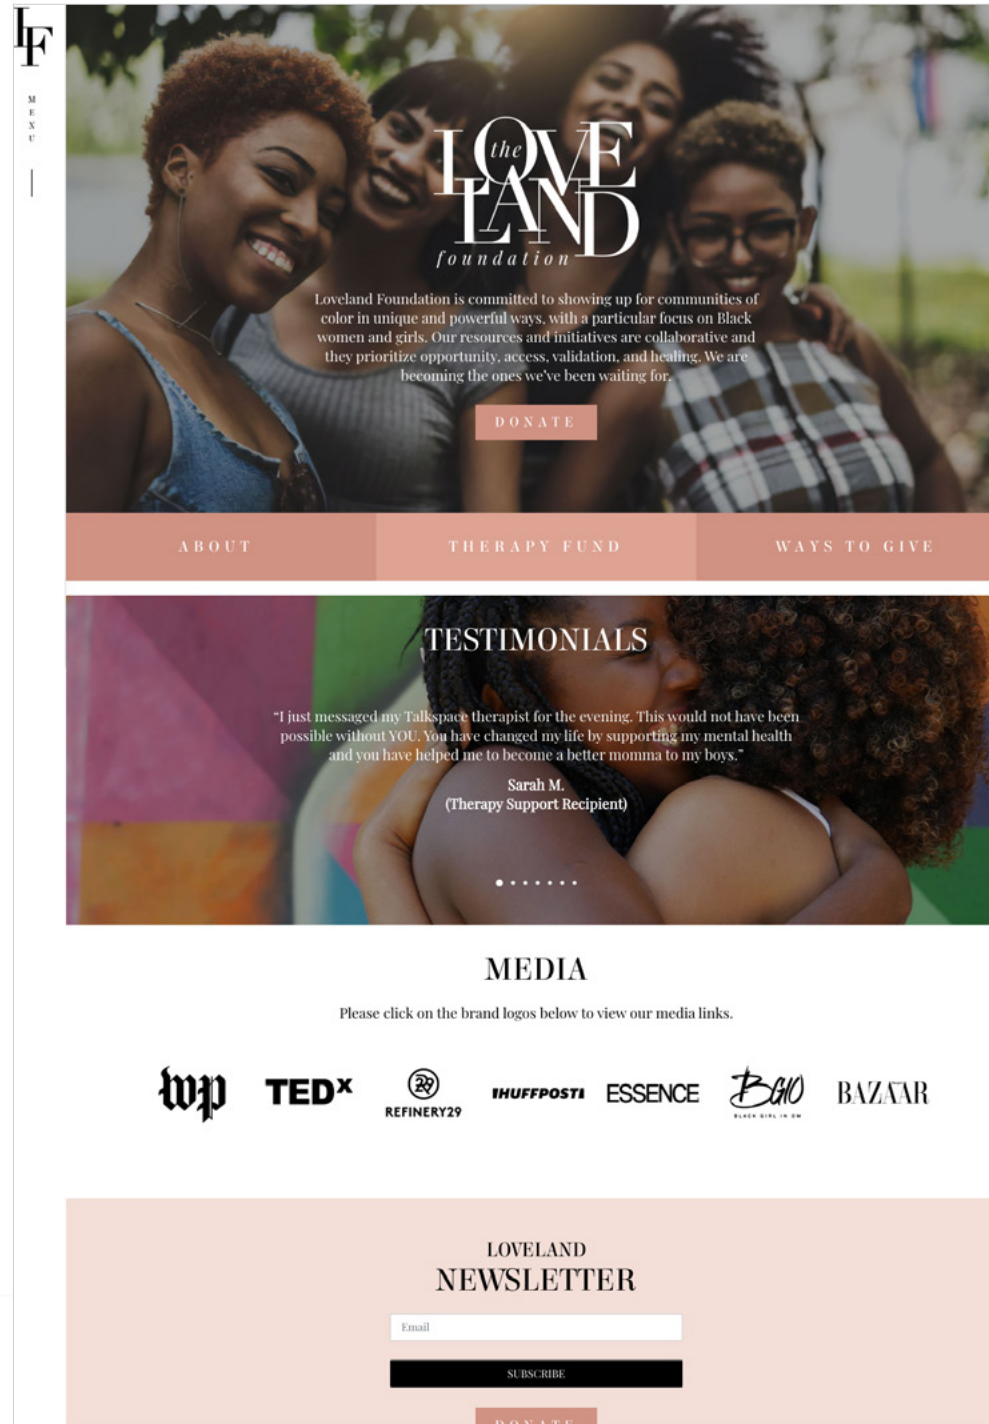 LF
MENU
the
LOVE
LAND
foundation
Loveland Foundation is committed to showing up for communities of
color in unique and powerful ways, with a particular focus on Black
women and girls. Our resources and initiatives are collaborative and
they prioritize opportunity, access, validation, and healing. We are
becoming the ones we've been waiting for.
DONATE
ABOUT
THERAPY FUND
WAYS TO GIVE
TESTIMONIALS
“I just messaged my Talkspace therapist for the evening. This would not have been
possible without YOU. You have changed my life by supporting my mental health
and you have helped me to become a better momma to my boys.”
Sarah M.
(Therapy Support Recipient)
MEDIA
Please click on the brand logos below to view our media links.
wp
TEDx
R29
REFINERY29
HUFFPOST
ESSENCE
BGIO
BLACK GIRL IN OM
BAZAAR
LOVELAND
NEWSLETTER
Email
SUBSCRIBE
DONATE